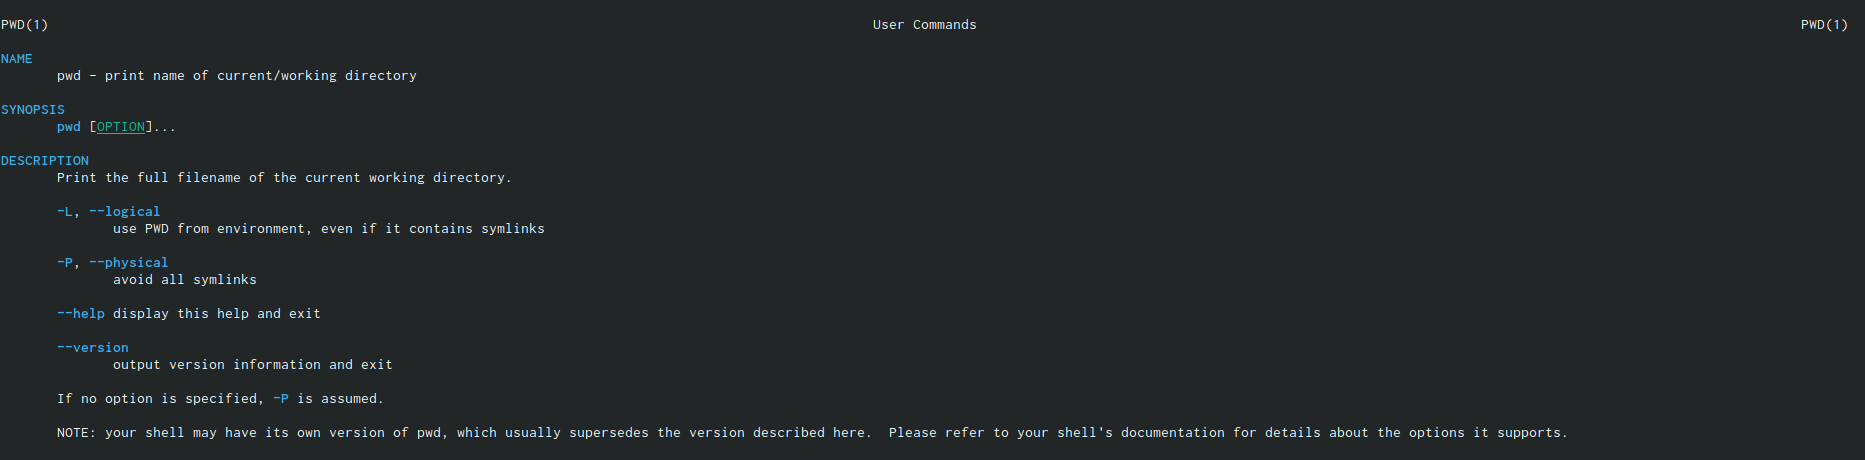 PWD(1) User Commands PWD(1)
NAME
pwd - print name of current/working directory
SYNOPSIS
pwd [OPTION]...
DESCRIPTION
Print the full filename of the current working directory.
-L, --logical
use PWD from environment, even if it contains symlinks
-P, --physical
avoid all symlinks
--help display this help and exit
--version
output version information and exit
If no option is specified, -P is assumed.
NOTE: your shell may have its own version of pwd, which usually supersedes the version described here.  Please refer to your shell's documentation for details about the options it supports.